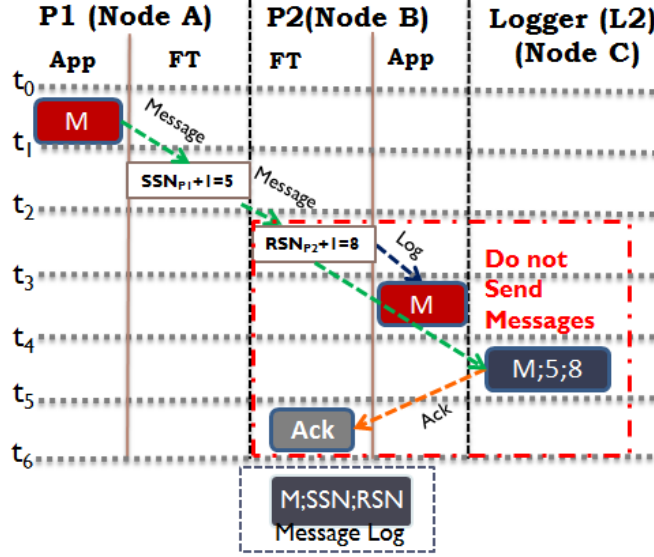 P1 (Node A)
P2(Node B)
Logger (L2)
(Node C)
App
FT
FT
App
t0
M
Message
t1
SSNP1+1=5
Message
t2
RSNP2+1=8
Log
Do not
Send
Messages
t3
M
t4
M;5;8
t5
Ack
Ack
t6
M;SSN;RSN
Message Log